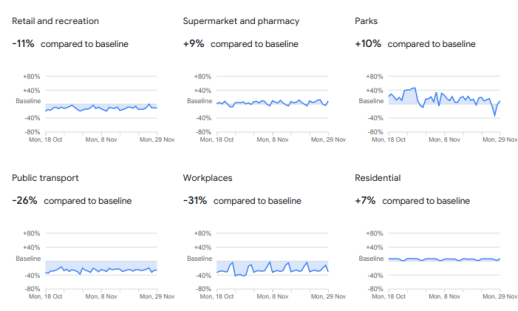 Retail and recreation
-11% compared to baseline
+80%
+40%
Baseline
-40%
-80%
Mon, 18 Oct Mon, 8 Nov Mon, 29 Nov
Supermarket and pharmacy
+9% compared to baseline
+80%
+40%
Baseline
-40%
-80%
Mon, 18 Oct Mon, 8 Nov Mon, 29 Nov
Parks
+10% compared to baseline
+80%
+40%
Baseline
-40%
-80%
Mon, 18 Oct Mon, 8 Nov Mon, 29 Nov
Public transport
-26% compared to baseline
+80%
+40%
Baseline
-40%
-80%
Mon, 18 Oct Mon, 8 Nov Mon, 29 Nov
Workplaces
-31% compared to baseline
+80%
+40%
Baseline
-40%
-80%
Mon, 18 Oct Mon, 8 Nov Mon, 29 Nov
Residential
+7% compared to baseline
+80%
+40%
Baseline
-40%
-80%
Mon, 18 Oct Mon, 8 Nov Mon, 29 Nov